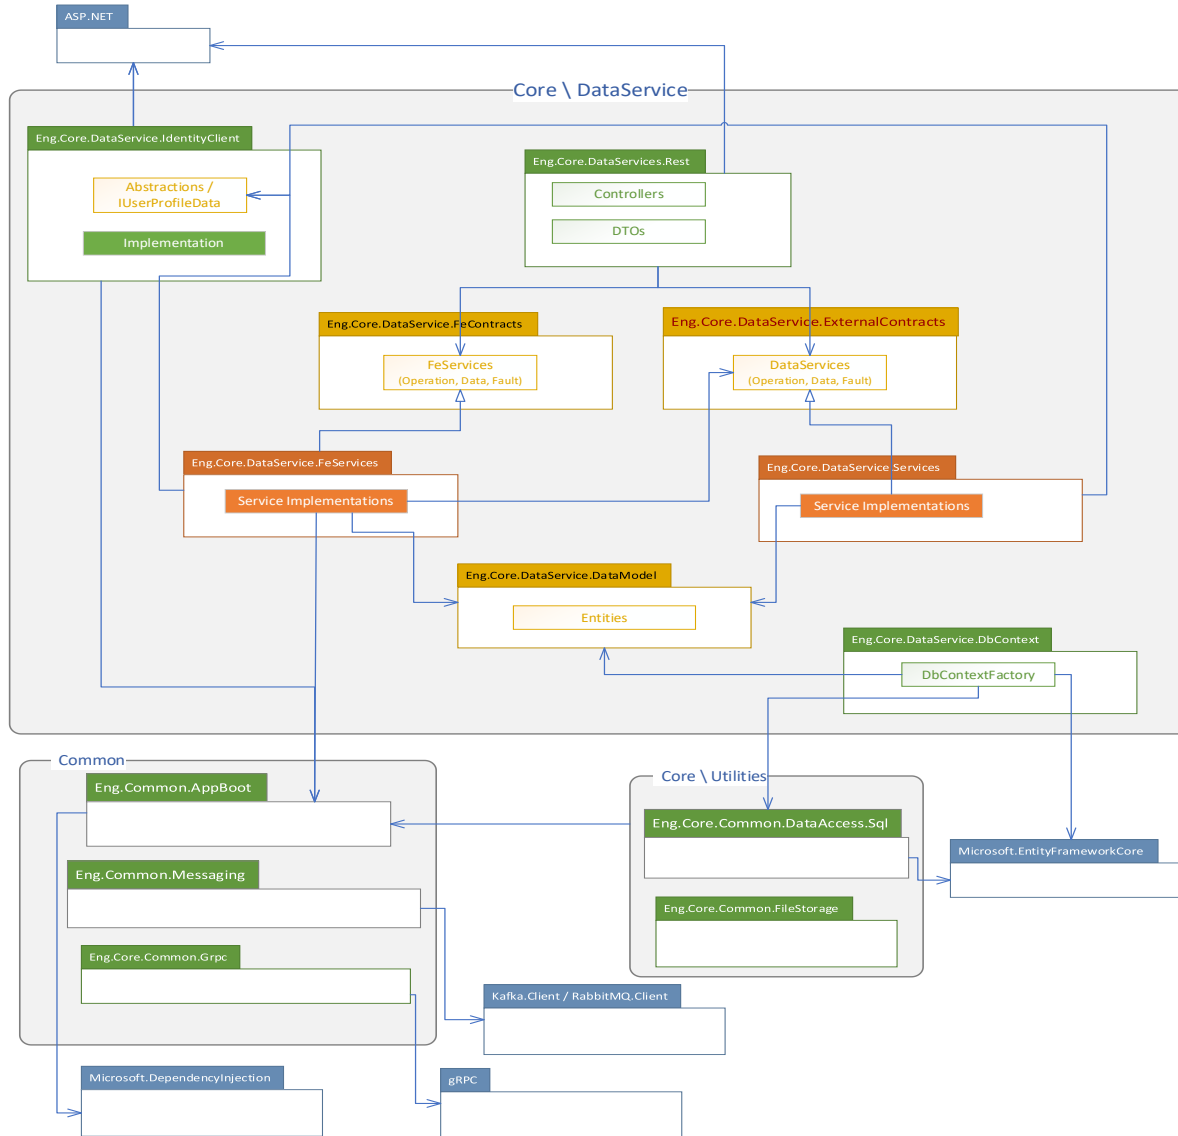 ASP.NET
Core \ DataService
Eng.Core.DataService.IdentityClient
Abstractions /
IUserProfileData
Implementation
Eng.Core.DataServices.Rest
Controllers
DTOs
Eng.Core.DataService.FeContracts
FeServices
(Operation, Data, Fault)
Eng.Core.DataService.ExternalContracts
DataServices
(Operation, Data, Fault)
Eng.Core.DataService.FeServices
Service Implementations
Eng.Core.DataService.Services
Service Implementations
Eng.Core.DataService.DataModel
Entities
Eng.Core.DataService.DbContext
DbContextFactory
Common
Eng.Common.AppBoot
Eng.Common.Messaging
Eng.Core.Common.Grpc
Core \ Utilities
Eng.Core.Common.DataAccess.Sql
Eng.Core.Common.FileStorage
Microsoft.EntityFrameworkCore
Kafka.Client / RabbitMQ.Client
Microsoft.DependencyInjection
gRPC